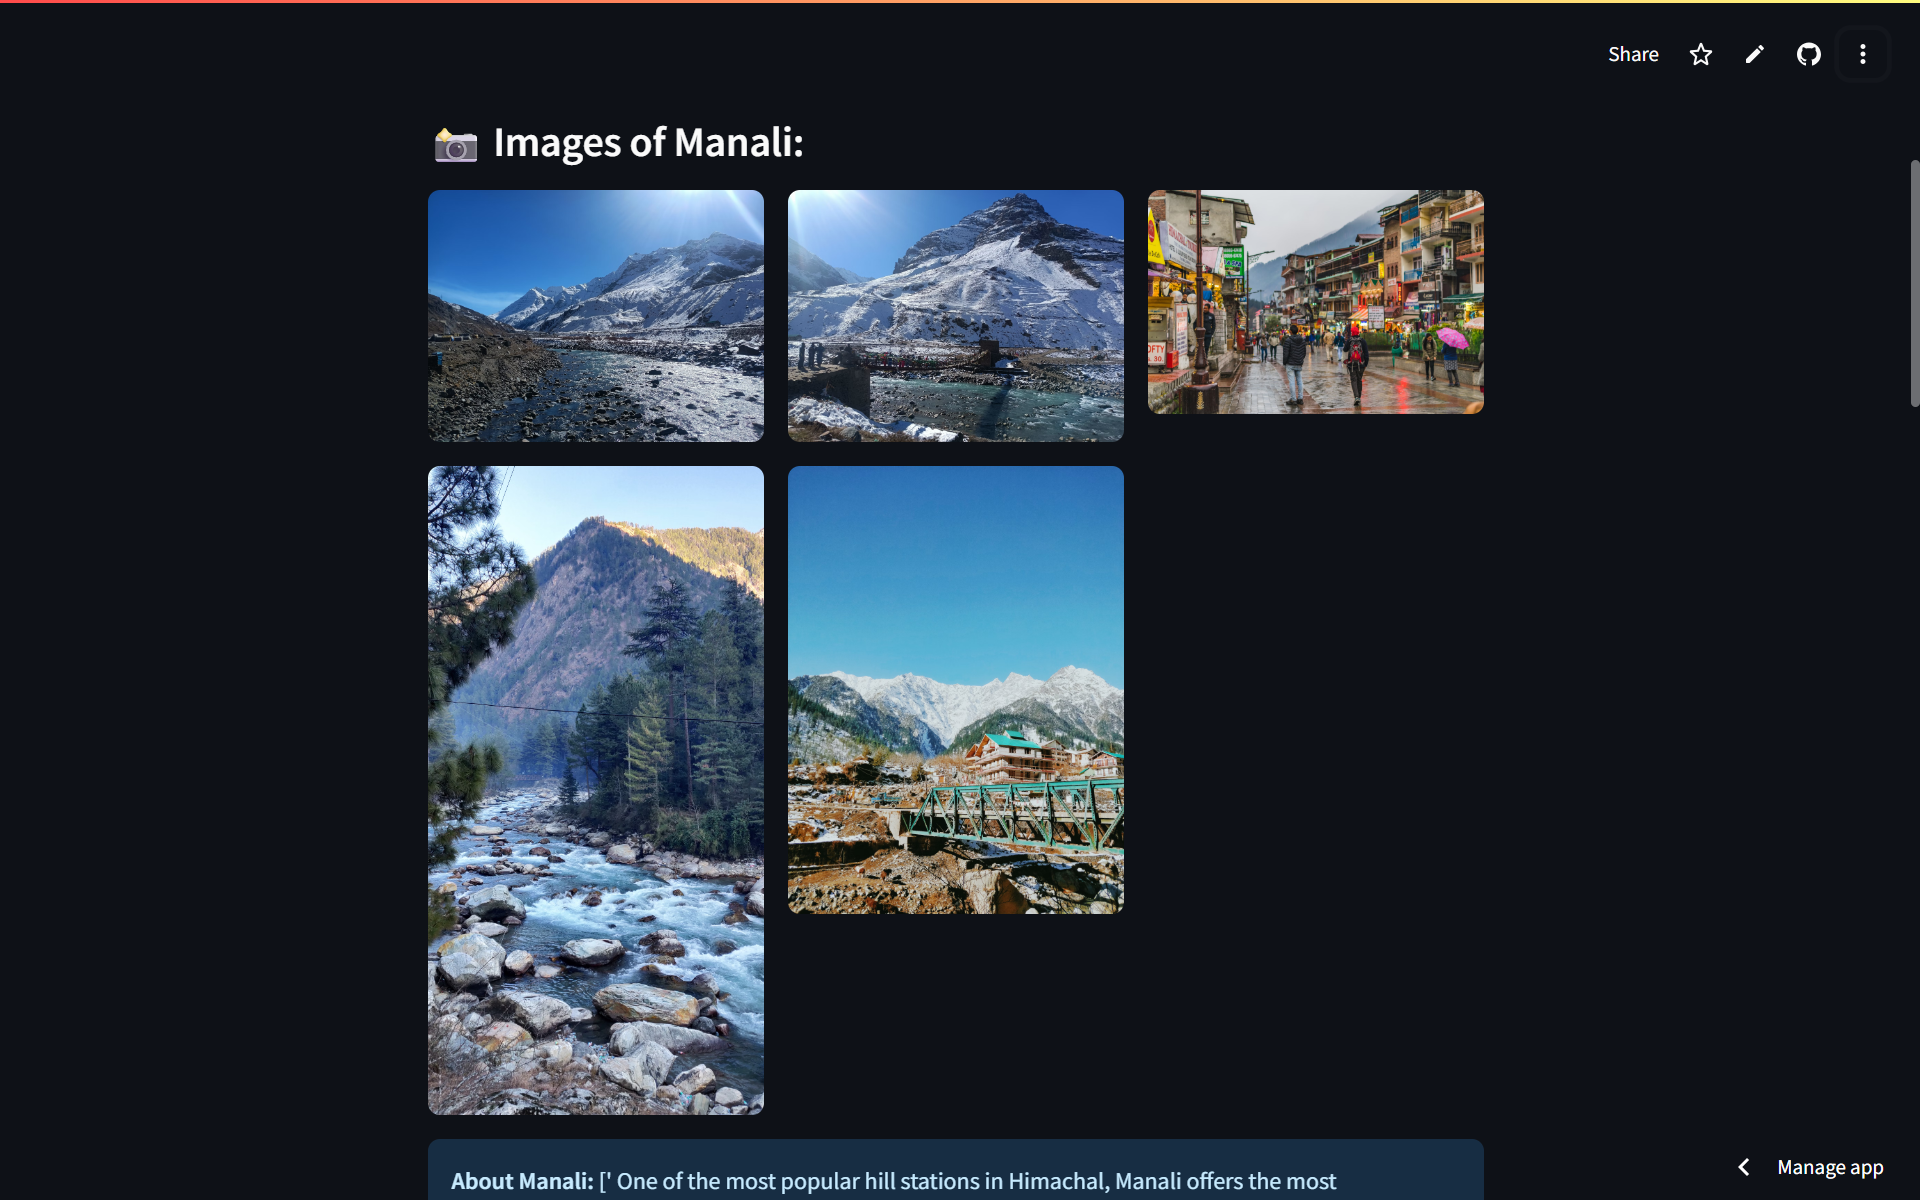 Share
Images of Manali:
OFTY
About Manali: [' One of the most popular hill stations in Himachal, Manali offers the most
Manage app